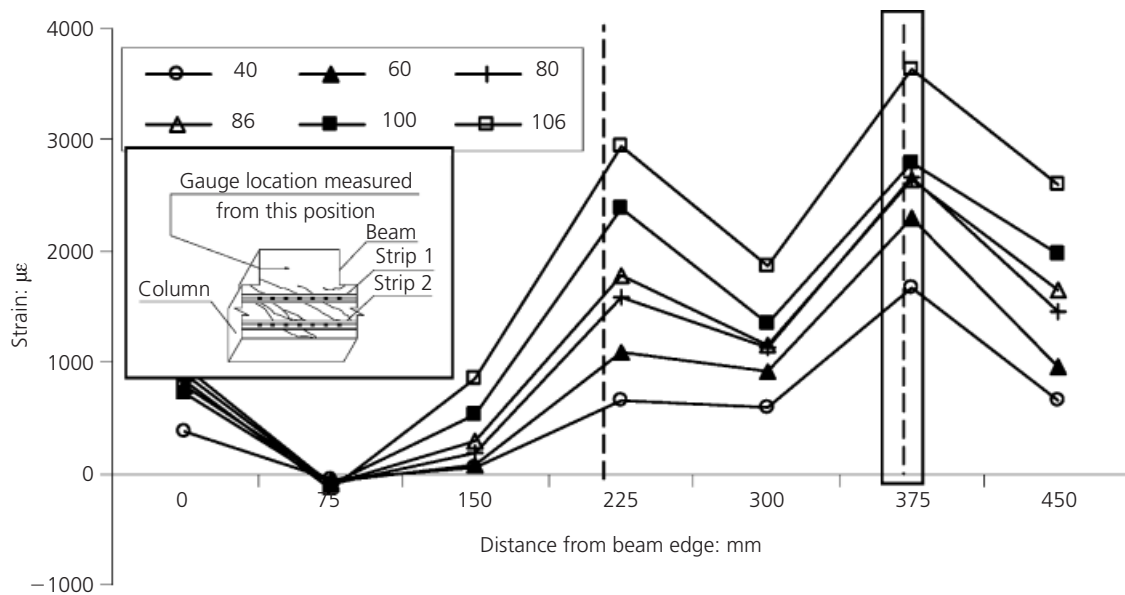 4000
3000
2000
1000
0
−1000
Strain: µε
40 60 80
86 100 106
Gauge location measured
from this position
Beam
Strip 1
Strip 2
Column
0 75 150 225 300 375 450
Distance from beam edge: mm